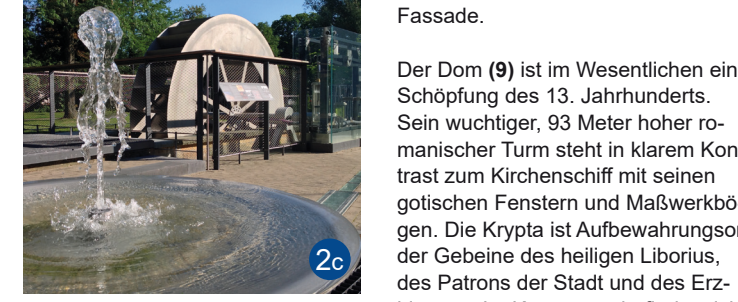 Fassade.
Der Dom (9) ist im Wesentlichen ein
Schöpfung des 13. Jahrhunderts.
Sein wuchtiger, 93 Meter hoher ro-
manischer Turm steht in klarem Kon
trast zum Kirchenschiff mit seinen
gotischen Fenstern und Maßwerkbö
gen. Die Krypta ist Aufbewahrungsor
der Gebeine des heiligen Liborius,
des Patrons der Stadt und des Erz-
2c